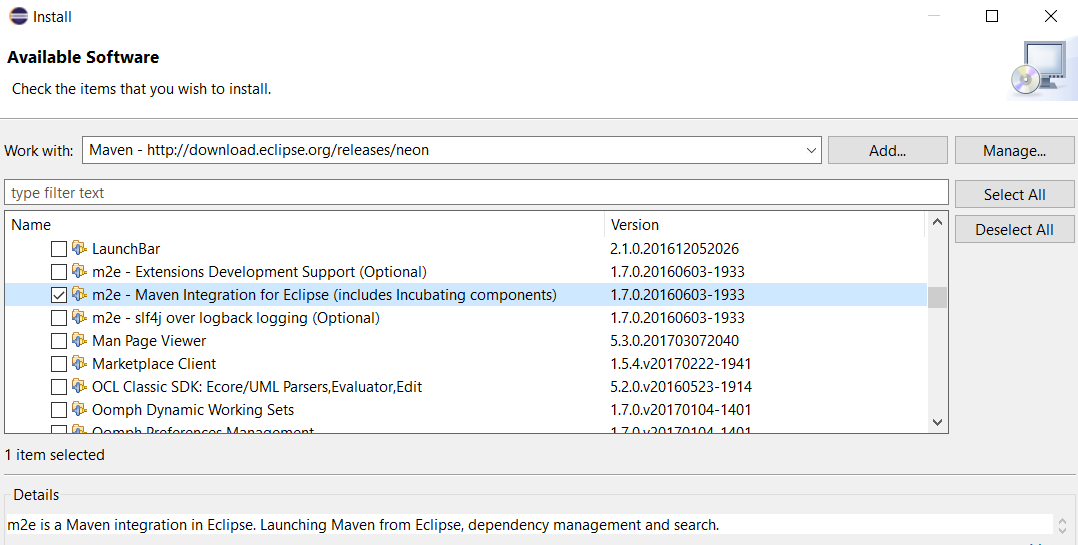 Install
Available Software
Check the items that you wish to install.
Work with: Maven - http://download.eclipse.org/releases/neon Add... Manage...
type filter text Select All
Name Version Deselect All
LaunchBar 2.1.0.201612052026
m2e - Extensions Development Support (Optional) 1.7.0.20160603-1933
m2e - Maven Integration for Eclipse (includes Incubating components) 1.7.0.20160603-1933
m2e - slf4j over logback logging (Optional) 1.7.0.20160603-1933
Man Page Viewer 5.3.0.201703072040
Marketplace Client 1.5.4.v20170222-1941
OCL Classic SDK: Ecore/UML Parsers,Evaluator,Edit 5.2.0.v20160523-1914
Oomph Dynamic Working Sets 1.7.0.v20170104-1401
Oomph Preferences Management 1.7.0.v20170104-1401
1 item selected
Details
m2e is a Maven integration in Eclipse. Launching Maven from Eclipse, dependency management and search.